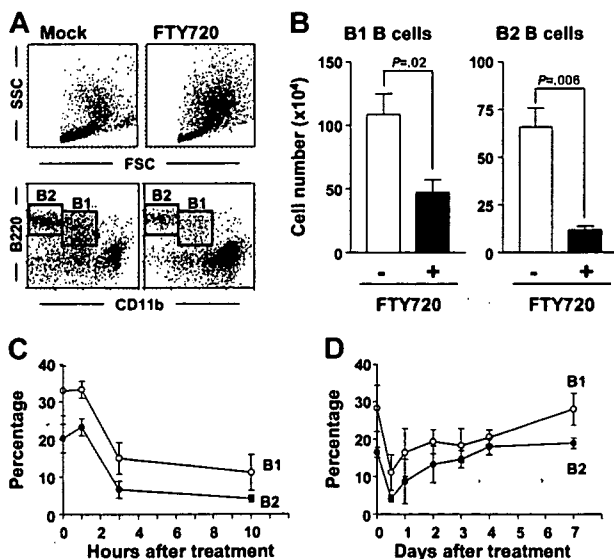 A
Mock
FTY720
SSC
FSC
B2
B1
B2
B1
B220
CD11b
B
B1 B cells
B2 B cells
P=.02
P=.006
Cell number (x10⁴)
150
100
50
0
75
50
25
10
0
- +
- +
FTY720
FTY720
C
Percentage
40
30
20
10
0
B1
B2
0 2 4 6 8 10
Hours after treatment
D
Percentage
40
30
20
10
0
B1
B2
0 1 2 3 4 5 6 7
Days after treatment